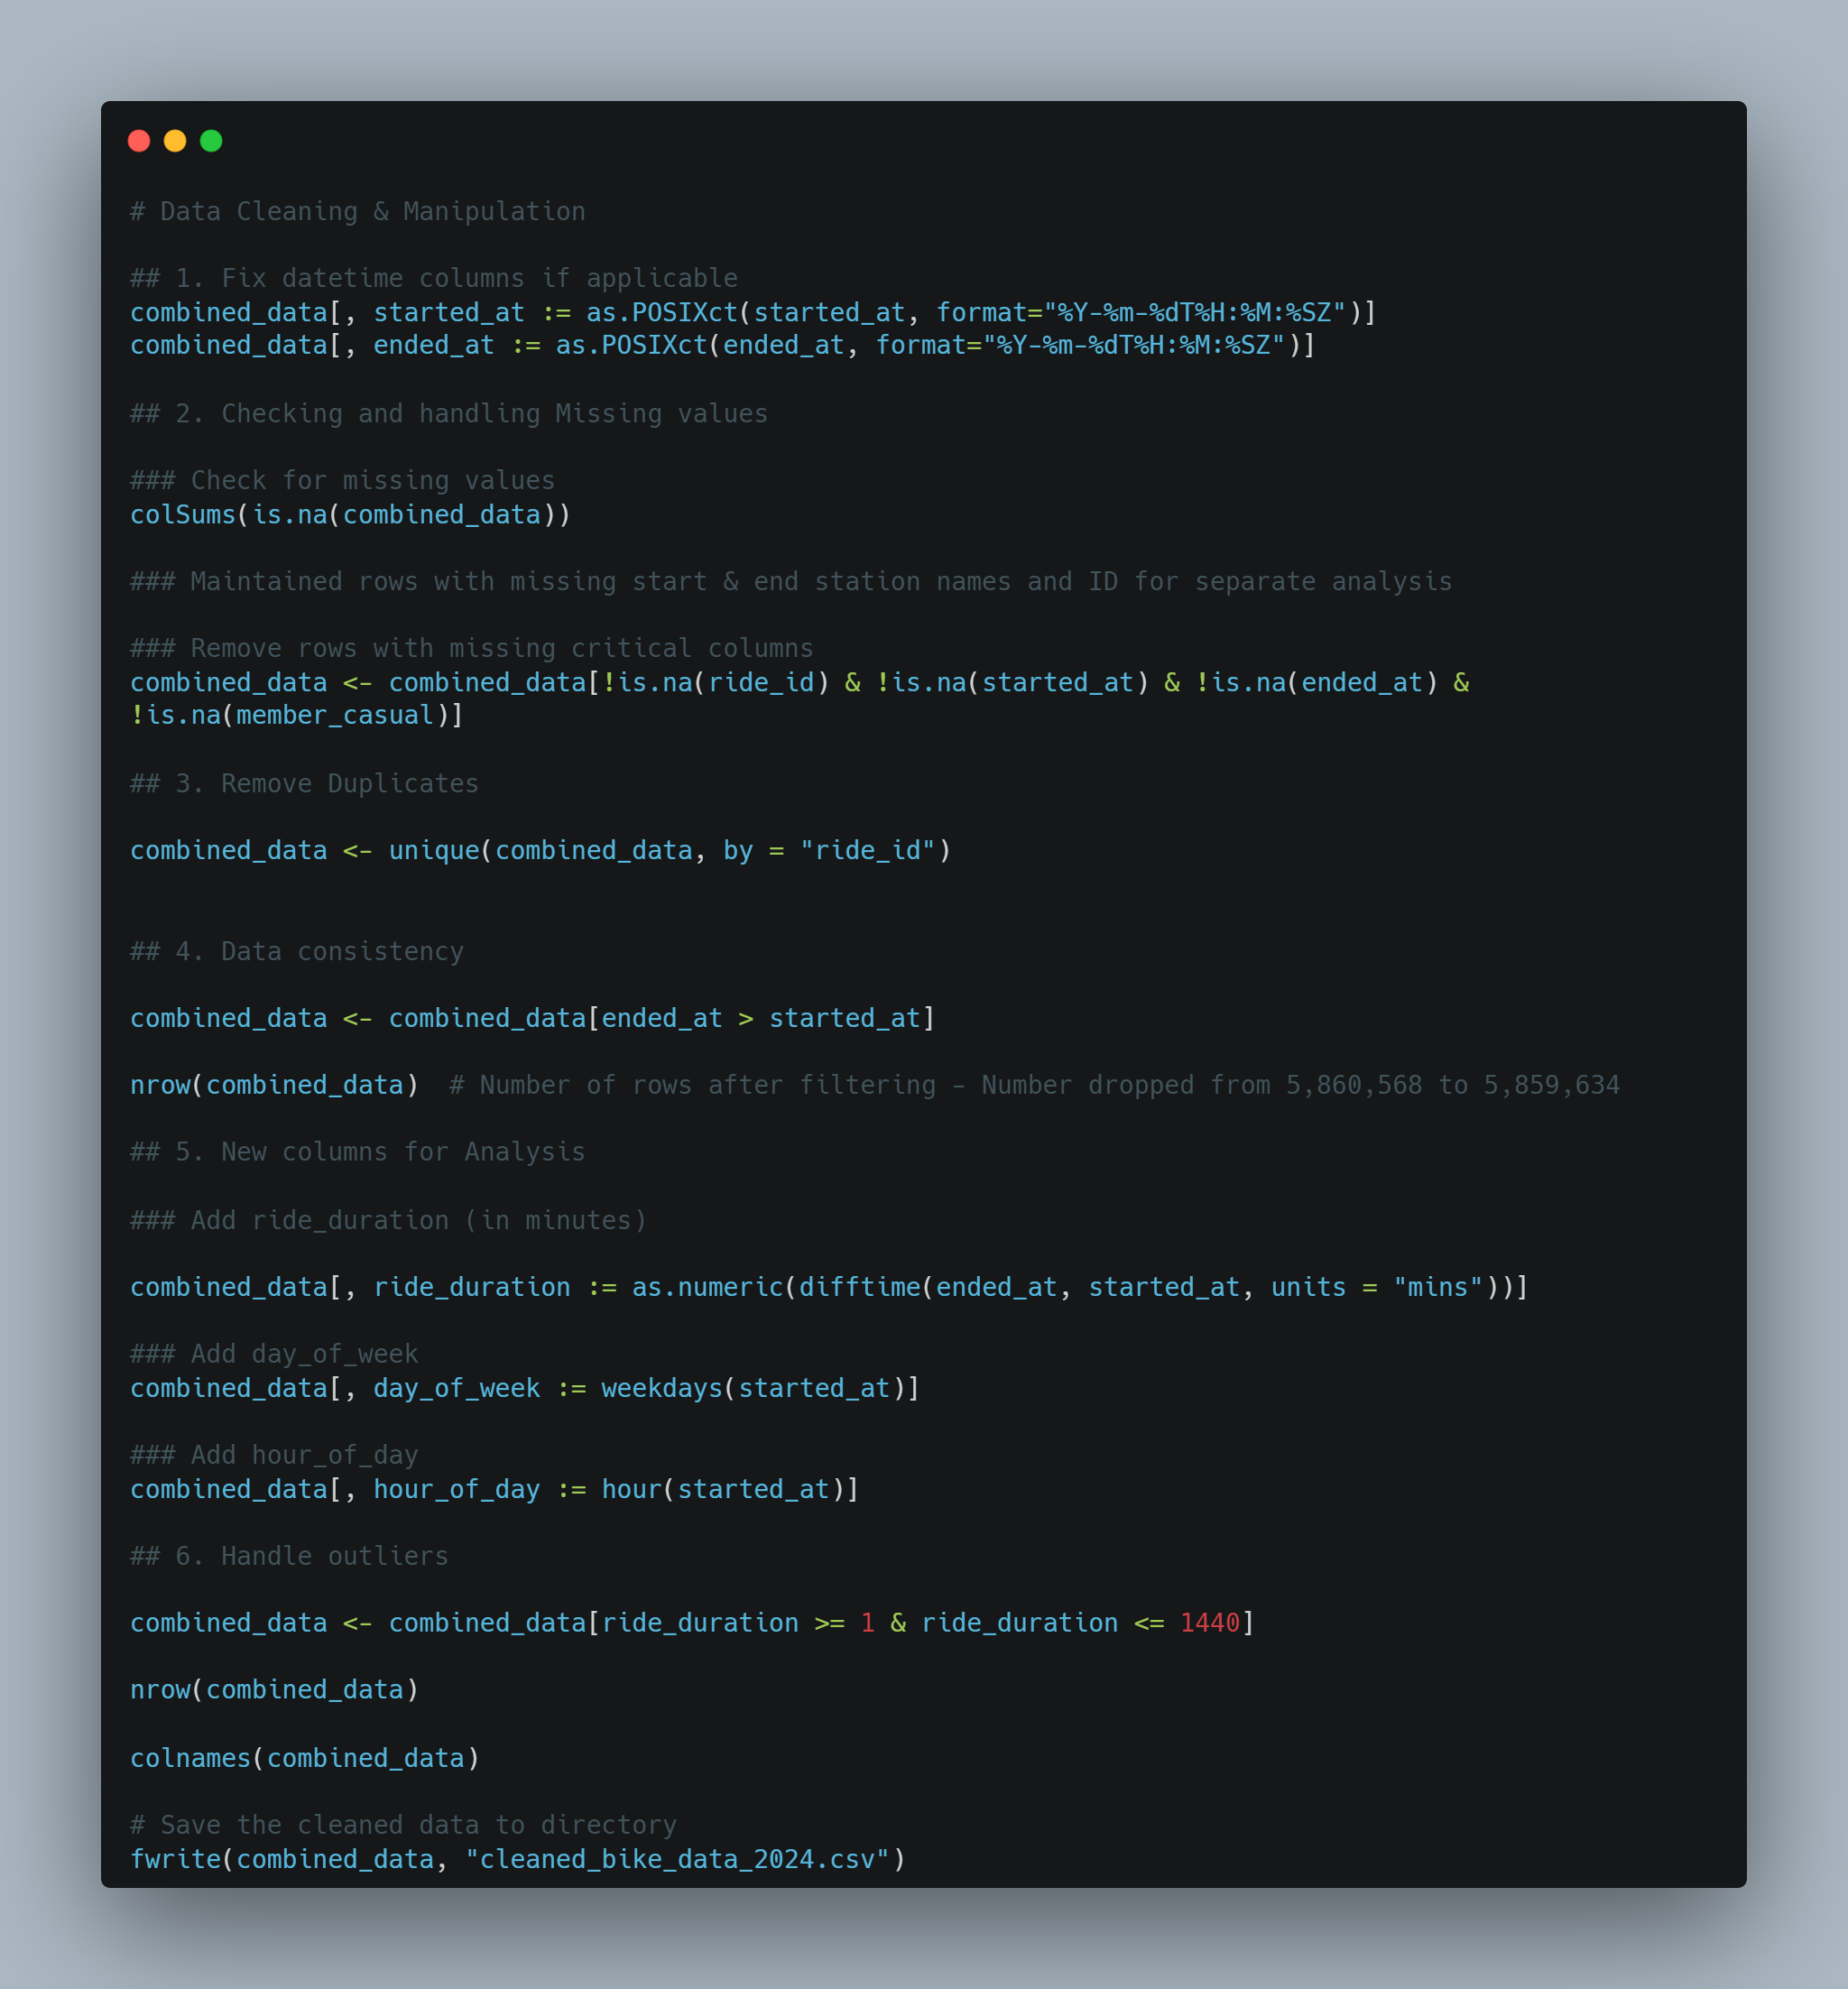 # Data Cleaning & Manipulation
## 1. Fix datetime columns if applicable
combined_data[, started_at := as.POSIXct(started_at, format="%Y-%m-%dT%H:%M:%SZ")]
combined_data[, ended_at := as.POSIXct(ended_at, format="%Y-%m-%dT%H:%M:%SZ")]
## 2. Checking and handling Missing values
### Check for missing values
colSums(is.na(combined_data))
### Maintained rows with missing start & end station names and ID for separate analysis
### Remove rows with missing critical columns
combined_data <- combined_data[!is.na(ride_id) & !is.na(started_at) & !is.na(ended_at) &
!is.na(member_casual)]
## 3. Remove Duplicates
combined_data <- unique(combined_data, by = "ride_id")
## 4. Data consistency
combined_data <- combined_data[ended_at > started_at]
nrow(combined_data)  # Number of rows after filtering - Number dropped from 5,860,568 to 5,859,634
## 5. New columns for Analysis
### Add ride_duration (in minutes)
combined_data[, ride_duration := as.numeric(difftime(ended_at, started_at, units = "mins"))]
### Add day_of_week
combined_data[, day_of_week := weekdays(started_at)]
### Add hour_of_day
combined_data[, hour_of_day := hour(started_at)]
## 6. Handle outliers
combined_data <- combined_data[ride_duration >= 1 & ride_duration <= 1440]
nrow(combined_data)
colnames(combined_data)
# Save the cleaned data to directory
fwrite(combined_data, "cleaned_bike_data_2024.csv")